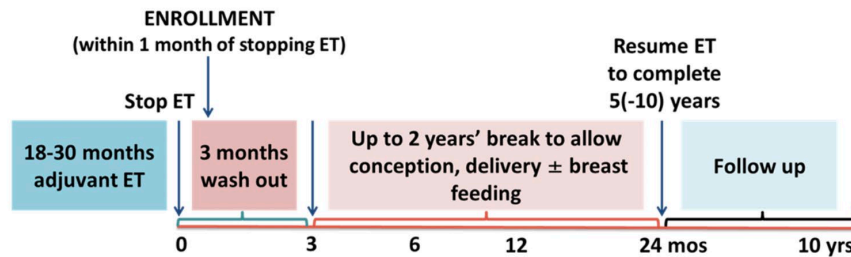 ENROLLMENT
(within 1 month of stopping ET)
Stop ET
Resume ET
to complete
5(-10) years
18-30 months
adjuvant ET
3 months
wash out
Up to 2 years’ break to allow
conception, delivery ± breast
feeding
Follow up
0 3 6 12 24 mos 10 yrs